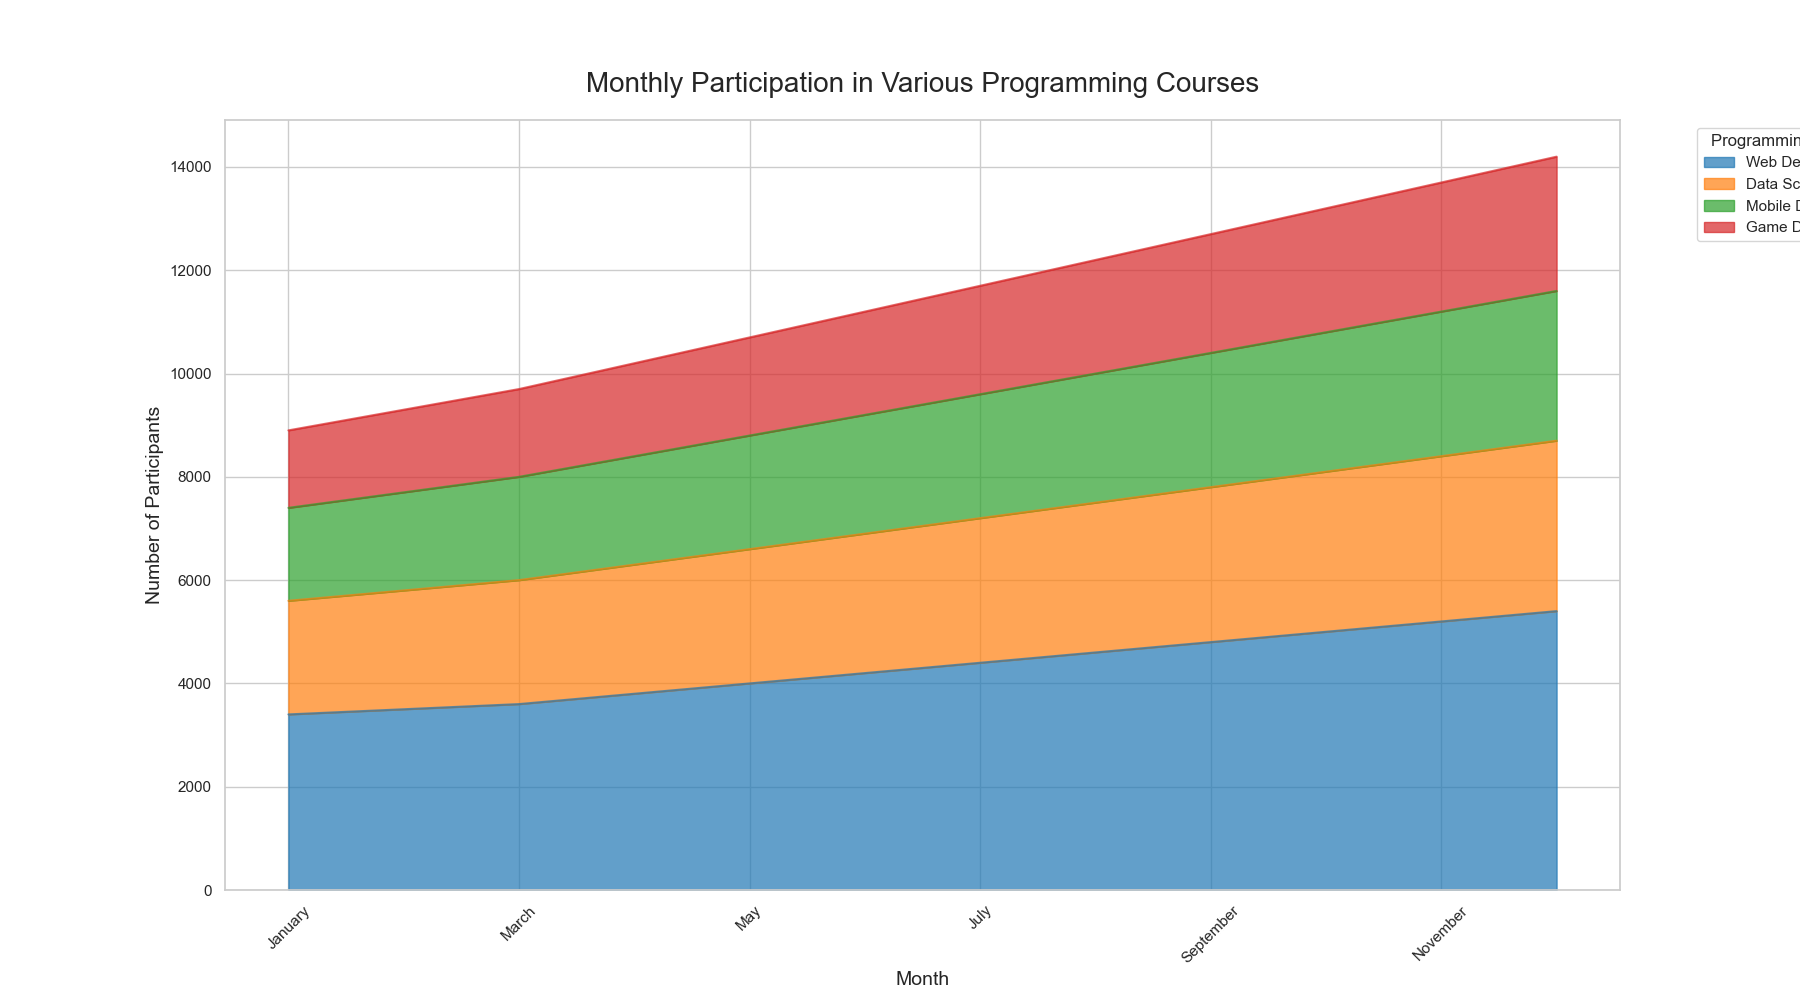 Monthly Participation in Various Programming Courses
Programmin
Web De
Data Sc
Mobile D
Game D
Number of Participants
14000
12000
10000
8000
6000
4000
2000
0
January
March
May
July
September
November
Month